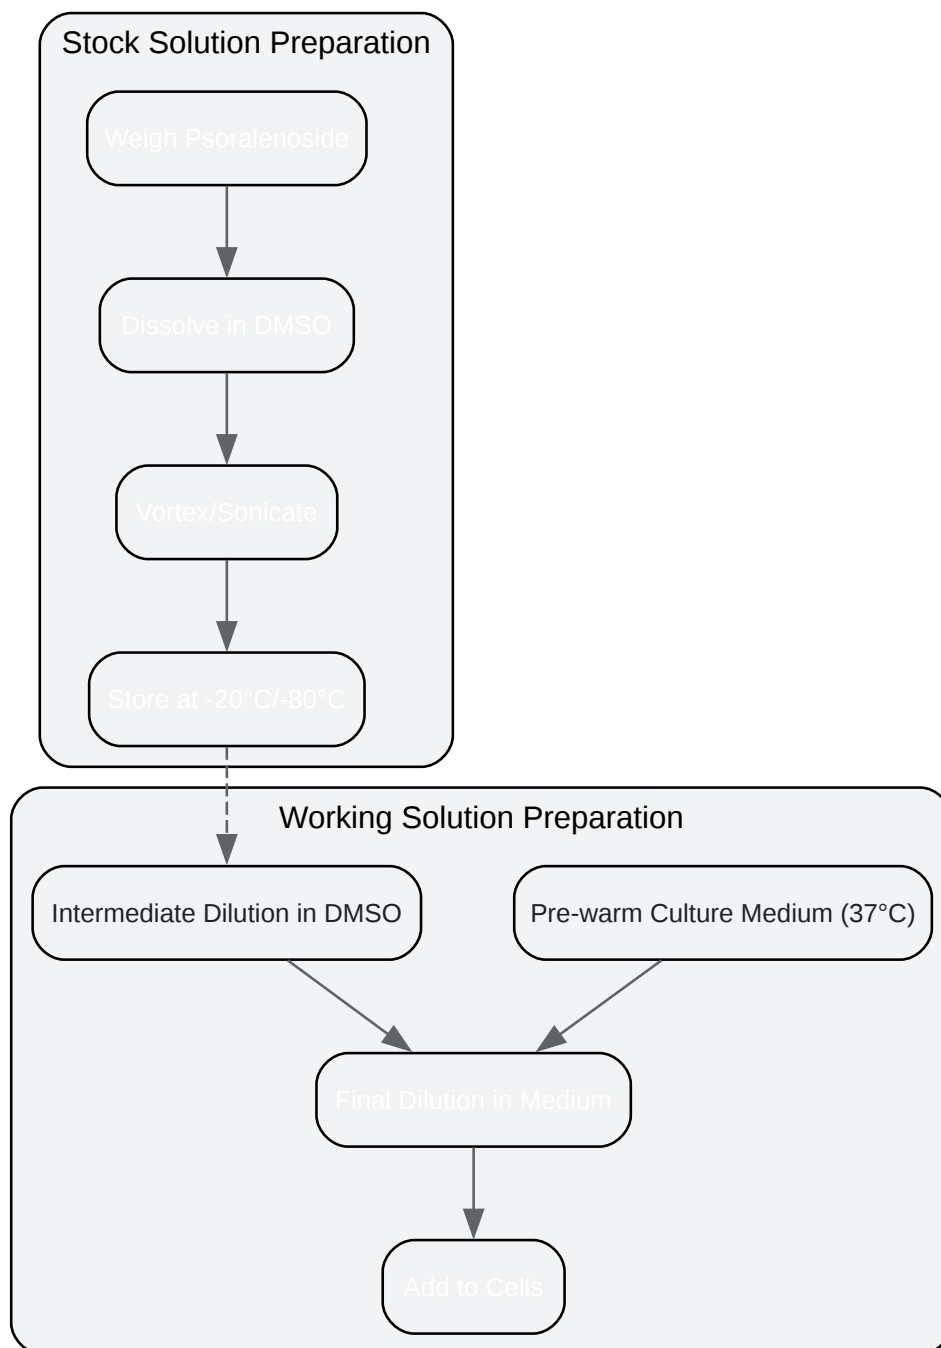 Stock Solution Preparation
Weigh Psoralenoside
Dissolve in DMSO
Vortex/Sonicate
Store at -20°C/-80°C
Working Solution Preparation
Intermediate Dilution in DMSO
Pre-warm Culture Medium (37°C)
Final Dilution in Medium
Add to Cells